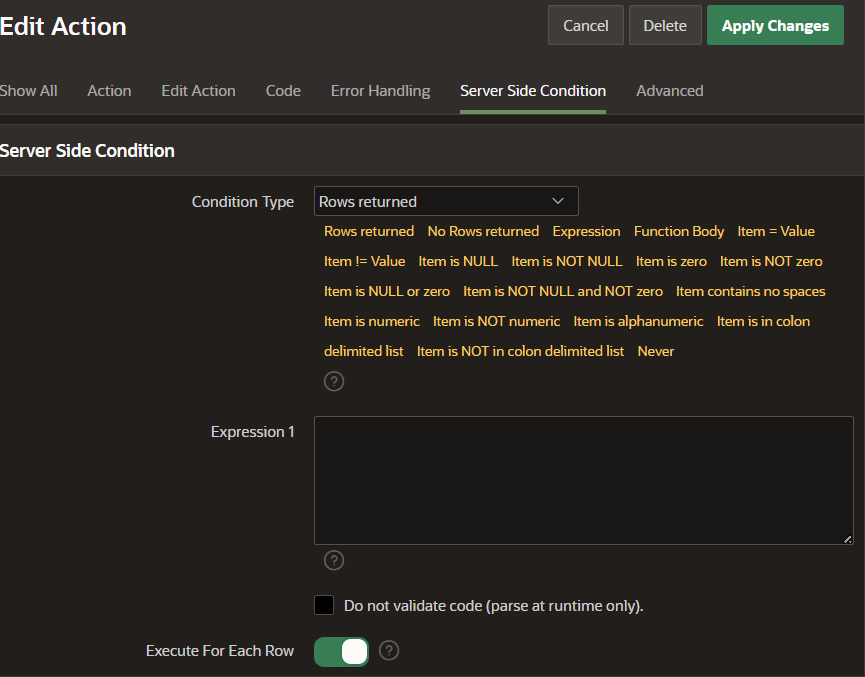 Edit Action
Cancel
Delete
Apply Changes
Show All
Action
Edit Action
Code
Error Handling
Server Side Condition
Advanced
Server Side Condition
Condition Type
Rows returned
Rows returned No Rows returned Expression Function Body Item = Value
Item != Value Item is NULL Item is NOT NULL Item is zero Item is NOT zero
Item is NULL or zero Item is NOT NULL and NOT zero Item contains no spaces
Item is numeric Item is NOT numeric Item is alphanumeric Item is in colon
delimited list Item is NOT in colon delimited list Never
?
Expression 1
?
Do not validate code (parse at runtime only).
Execute For Each Row
?